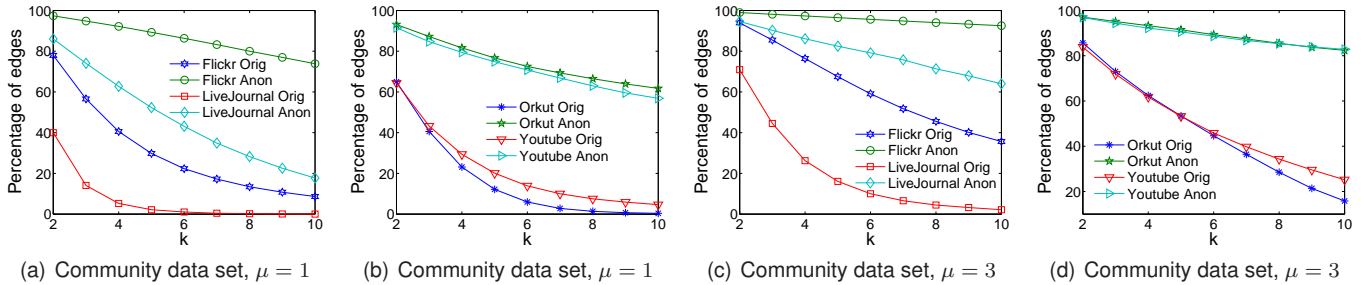 Percentage of edges
100
80
60
40
20
0
Flickr Orig
Flickr Anon
LiveJournal Orig
LiveJournal Anon
2 4 6 8 10
k
(a) Community data set, μ = 1
Percentage of edges
100
80
60
40
20
0
Orkut Orig
Orkut Anon
Youtube Orig
Youtube Anon
2 4 6 8 10
k
(b) Community data set, μ = 1
Percentage of edges
100
80
60
40
20
0
Flickr Orig
Flickr Anon
LiveJournal Orig
LiveJournal Anon
2 4 6 8 10
k
(c) Community data set, μ = 3
Percentage of edges
100
80
60
40
20
Orkut Orig
Orkut Anon
Youtube Orig
Youtube Anon
2 4 6 8 10
k
(d) Community data set, μ = 3